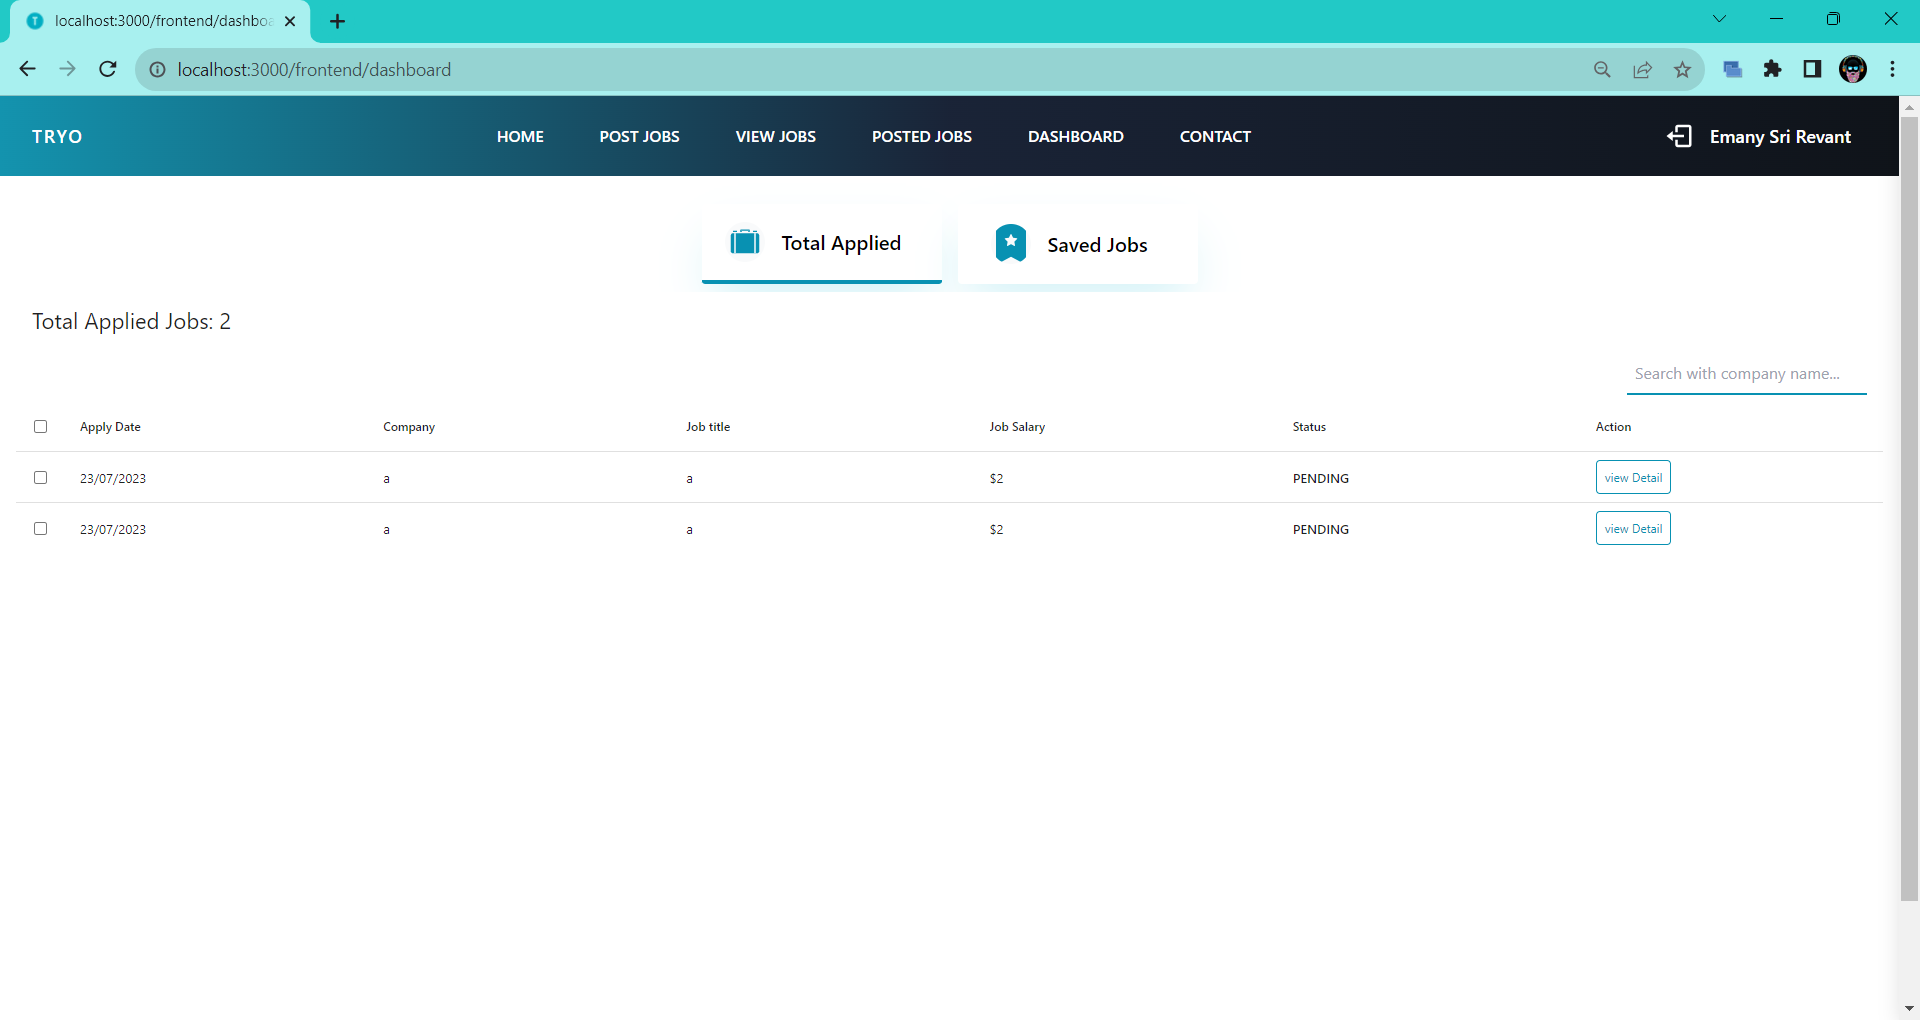 localhost:3000/frontend/dashboa
localhost:3000/frontend/dashboard
TRYO HOME POST JOBS VIEW JOBS POSTED JOBS DASHBOARD CONTACT Emany Sri Revant
Total Applied Saved Jobs
Total Applied Jobs: 2
Search with company name...
Apply Date Company Job title Job Salary Status Action
23/07/2023 a a $2 PENDING view Detail
23/07/2023 a a $2 PENDING view Detail